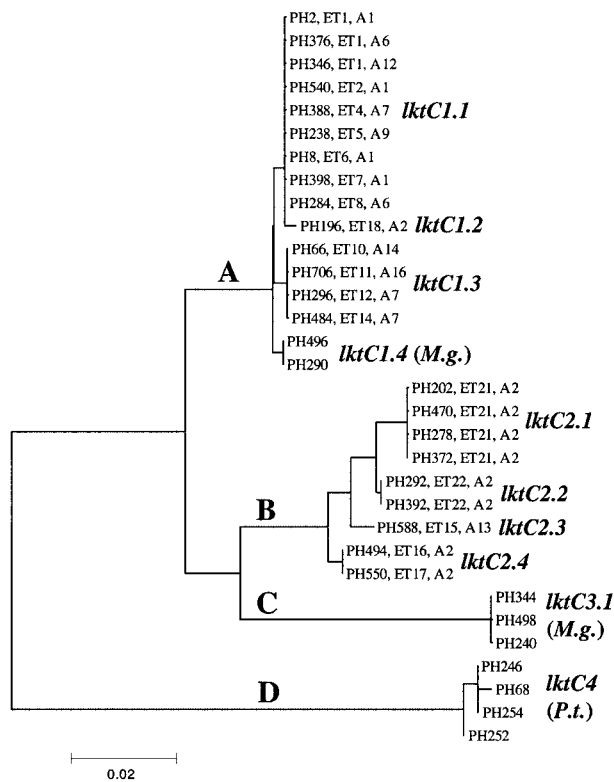 PH2, ET1, A1
PH376, ET1, A6
PH346, ET1, A12
PH540, ET2, A1
PH388, ET4, A7
lktC1.1
PH238, ET5, A9
PH8, ET6, A1
PH398, ET7, A1
PH284, ET8, A6
PH196, ET18, A2
lktC1.2
PH66, ET10, A14
A
PH706, ET11, A16
lktC1.3
PH296, ET12, A7
PH484, ET14, A7
PH496
lktC1.4 (M.g.)
PH290
PH202, ET21, A2
PH470, ET21, A2
lktC2.1
PH278, ET21, A2
PH372, ET21, A2
PH292, ET22, A2
lktC2.2
PH392, ET22, A2
B
PH588, ET15, A13
lktC2.3
PH494, ET16, A2
lktC2.4
PH550, ET17, A2
PH344
lktC3.1
C
PH498
(M.g.)
PH240
PH246
lktC4
D
PH68
PH254
(P.t.)
PH252
0.02